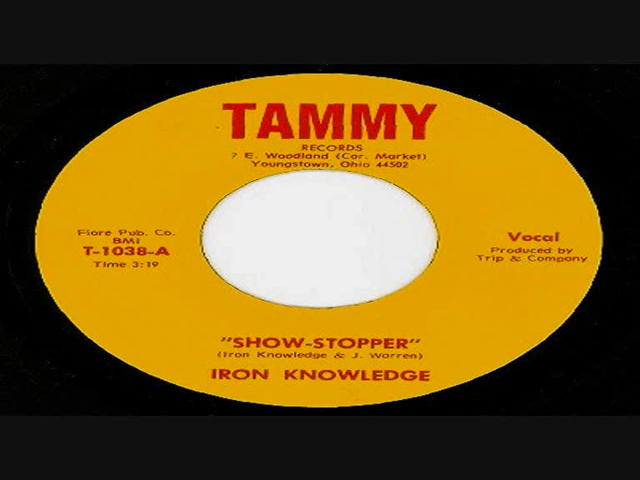 TAMMY
RECORDS
7 E. Woodland (Cor. Market)
Youngstown, Ohio 44502
Fiore Pub. Co.
BMI
T-1038-A
Time 3:19
Vocal
Produced by
Trip & Company
"SHOW-STOPPER"
(Iron Knowledge & J. Warren)
IRON KNOWLEDGE